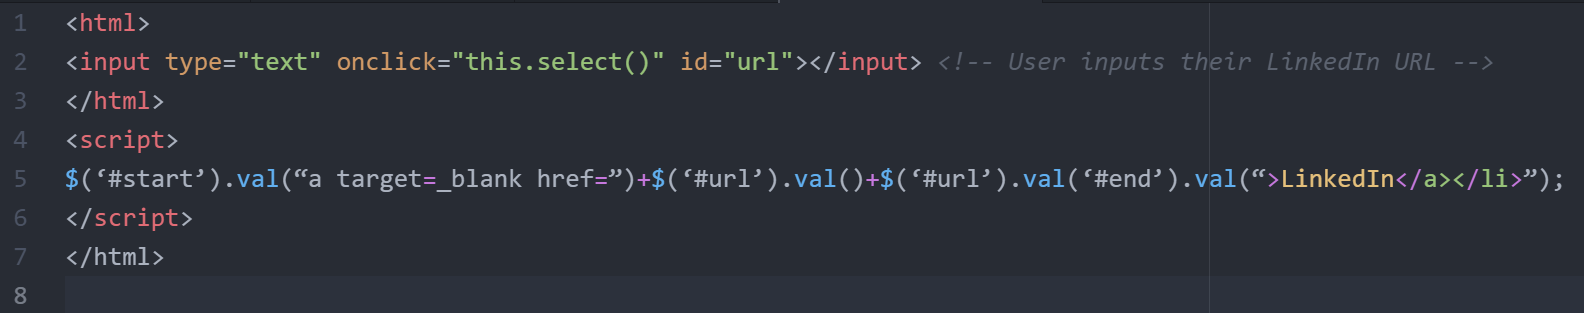 1 <html>
2 <input type="text" onclick="this.select()" id="url"></input> <!-- User inputs their LinkedIn URL -->
3 </html>
4 <script>
5 $(‘#start’).val(“a target=_blank href=”)+$(‘#url’).val()+$(‘#url’).val(‘#end’).val(“>LinkedIn</a></li>”);
6 </script>
7 </html>
8